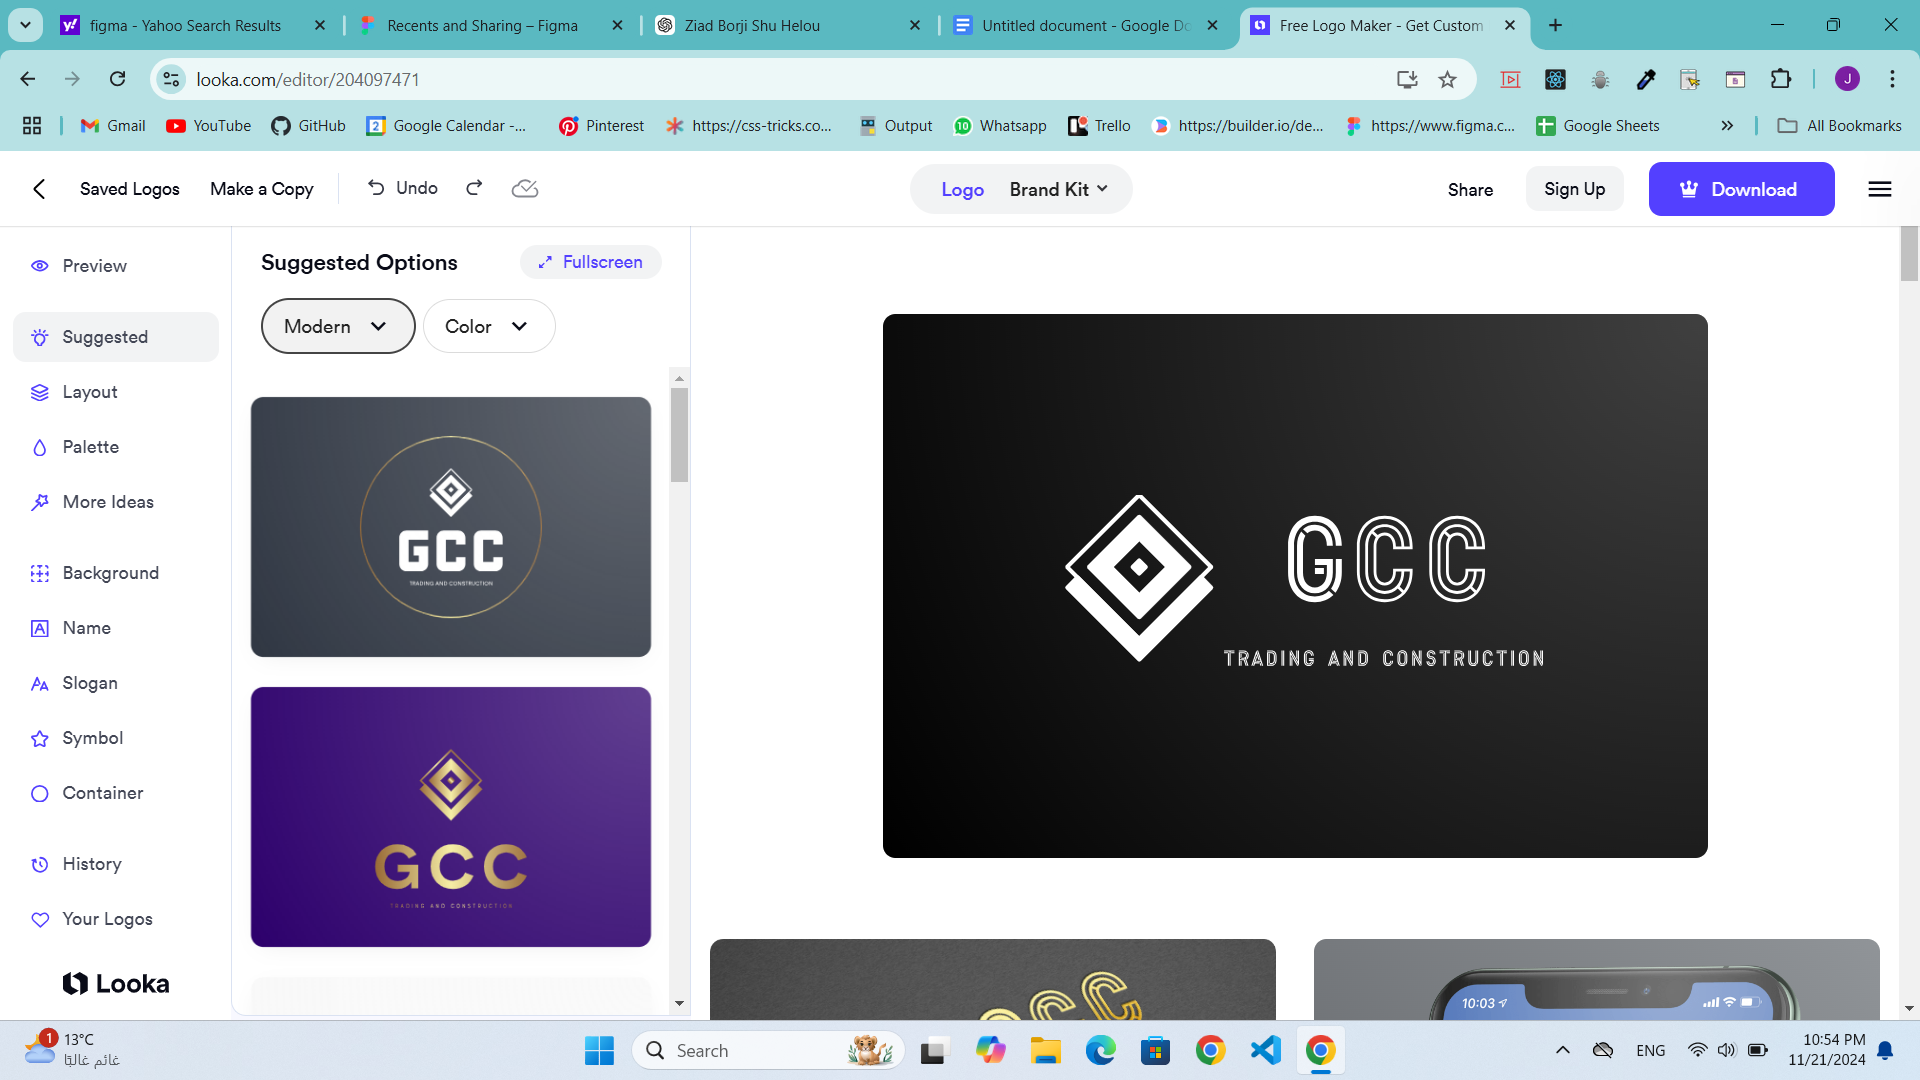 figma - Yahoo Search Results
Recents and Sharing – Figma
Ziad Borji Shu Helou
Untitled document - Google Do
Free Logo Maker - Get Custom
looka.com/editor/204097471
J
Gmail
YouTube
GitHub
2
Google Calendar -...
Pinterest
https://css-tricks.co...
Output
10
Whatsapp
Trello
https://builder.io/de...
https://www.figma.c...
Google Sheets
All Bookmarks
Saved Logos
Make a Copy
Undo
Logo
Brand Kit
Share
Sign Up
Download
Preview
Suggested
Layout
Palette
More Ideas
Background
Name
Slogan
Symbol
Container
History
Your Logos
Looka
Suggested Options
Fullscreen
Modern
Color
GCC
TRADING AND CONSTRUCTION
GCC
TRADING AND CONSTRUCTION
GCC
TRADING AND CONSTRUCTION
GCC
10:03
1
13°C
غائم غالبًا
Search
ENG
10:54 PM
11/21/2024